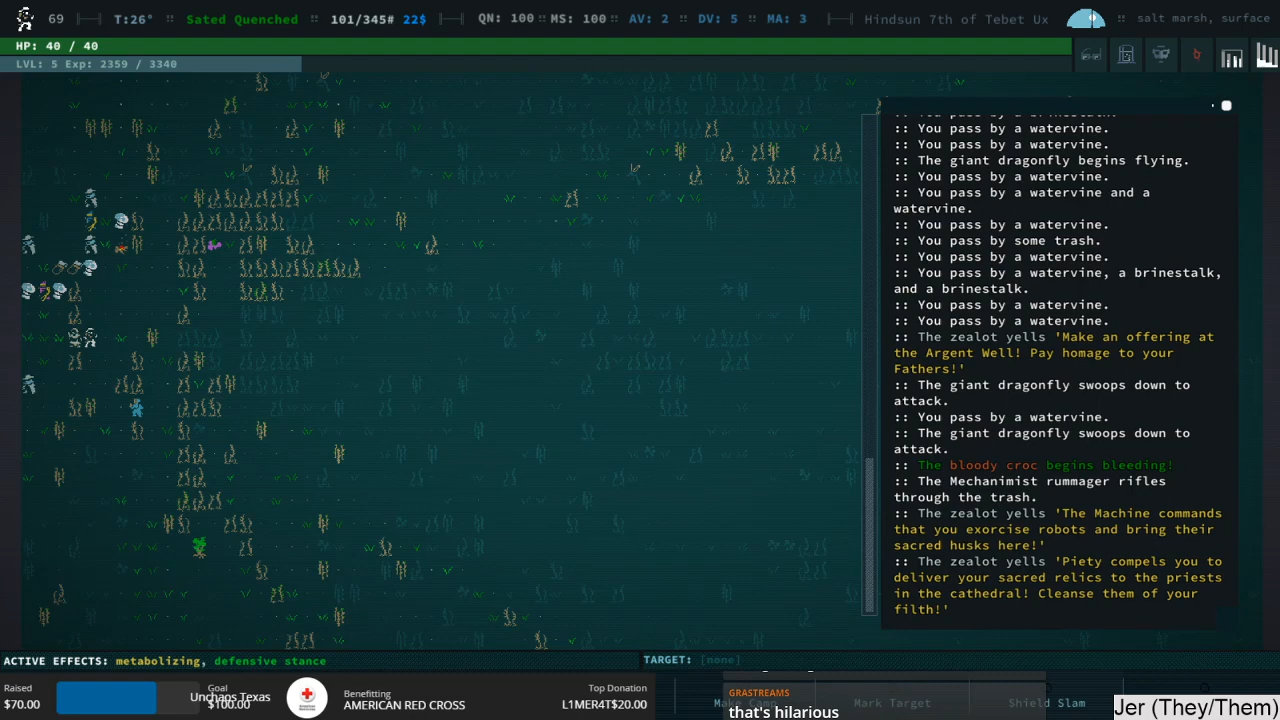 69 T:26° :: Sated Quenched :: 101/345# 22$ QN: 100 :: MS: 100 :: AV: 2 :: DV: 5 :: MA: 3 Hindsun 7th of Tebet Ux :: salt marsh, surface
HP: 40 / 40
LVL: 5 Exp: 2359 / 3340
:: You pass by a brinestalk.
:: You pass by a watervine.
:: You pass by a watervine.
:: The giant dragonfly begins flying.
:: You pass by a watervine.
:: You pass by a watervine and a
watervine.
:: You pass by a watervine.
:: You pass by some trash.
:: You pass by a watervine.
:: You pass by a watervine, a brinestalk,
and a brinestalk.
:: You pass by a watervine.
:: You pass by a watervine.
:: The zealot yells 'Make an offering at
the Argent Well! Pay homage to your
Fathers!'
:: The giant dragonfly swoops down to
attack.
:: You pass by a watervine.
:: The giant dragonfly swoops down to
attack.
:: The bloody croc begins bleeding!
:: The Mechanimist rummager rifles
through the trash.
:: The zealot yells 'The Machine commands
that you exorcise robots and bring their
sacred husks here!'
:: The zealot yells 'Piety compels you to
deliver your sacred relics to the priests
in the cathedral! Cleanse them of your
filth!'
ACTIVE EFFECTS: metabolizing, defensive stance
TARGET: [none]
Raised
$70.00
Goal
Unchaos Texas
Benefitting
AMERICAN RED CROSS
Top Donation
L1MER4T$20.00
GRASTREAMS
that's hilarious
Make Camp
Mark Target
Shield Slam
Jer (They/Them)